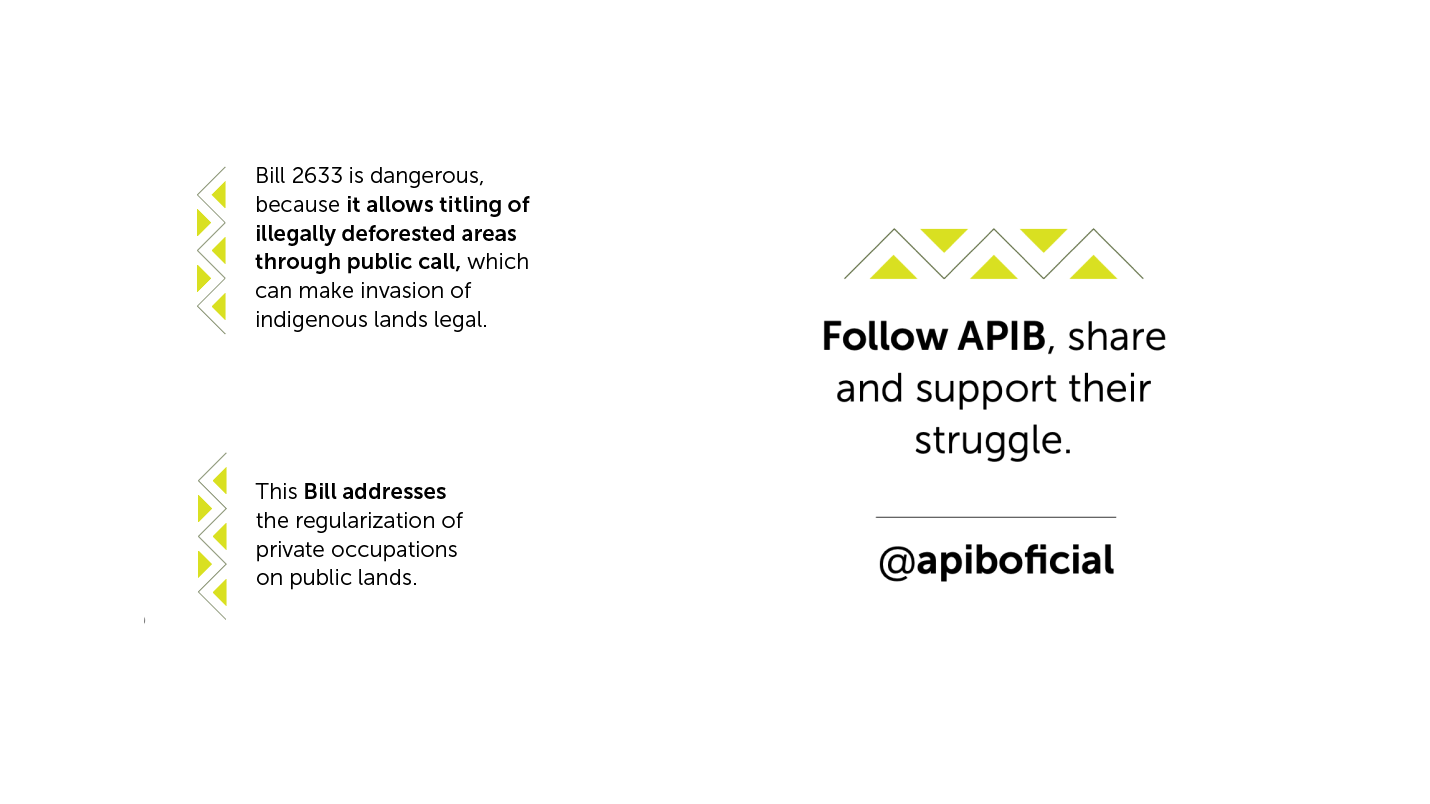 Bill 2633 is dangerous,
because it allows titling of
illegally deforested areas
through public call, which
can make invasion of
indigenous lands legal.
This Bill addresses
the regularization of
private occupations
on public lands.
Follow APIB, share
and support their
struggle.
@apiboficial